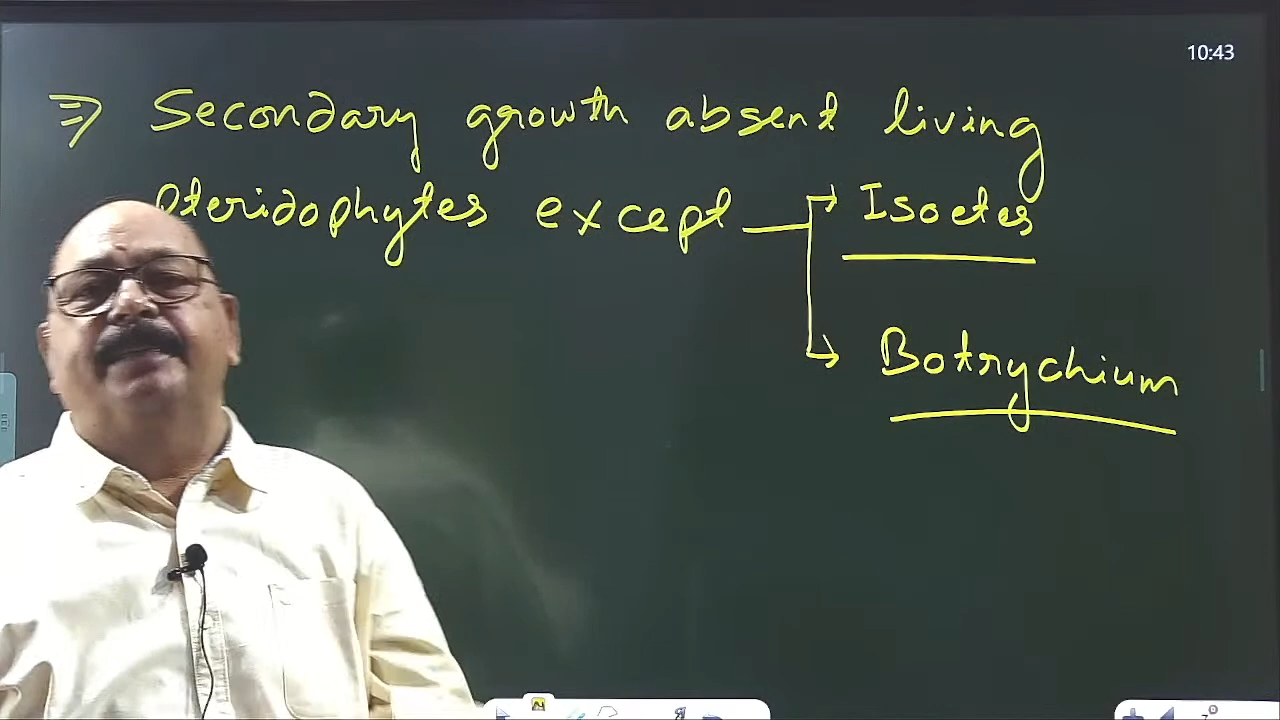 10:43
⇒ Secondary growth absent living
pteridophytes except → Isoetes
→ Botrychium